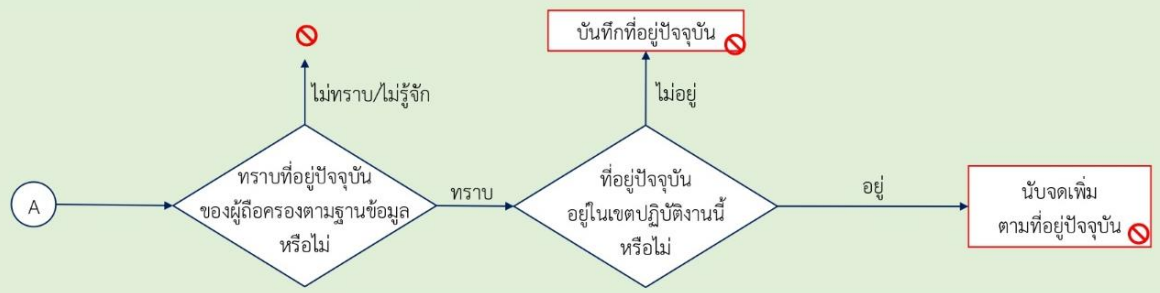 บันทึกที่อยู่ปัจจุบัน
ไม่ทราบ/ไม่รู้จัก
ไม่อยู่
A
ทราบที่อยู่ปัจจุบัน
ของผู้ถือครองตามฐานข้อมูล
หรือไม่
ทราบ
ที่อยู่ปัจจุบัน
อยู่ในเขตปฏิบัติงานนี้
หรือไม่
อยู่
นับจดเพิ่ม
ตามที่อยู่ปัจจุบัน